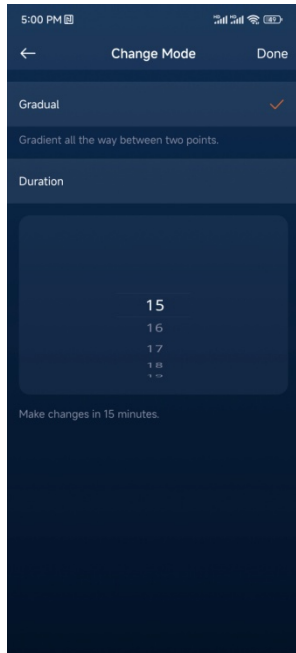 5:00 PM
Change Mode
Done
Gradual
Gradient all the way between two points.
Duration
15
16
17
18
19
Make changes in 15 minutes.